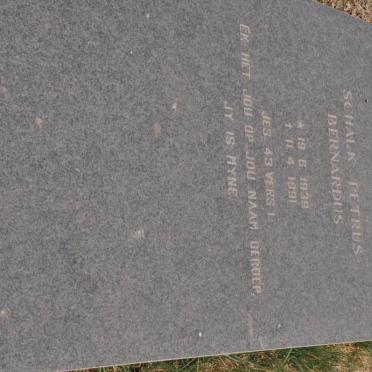 SCHALK PETRUS
BERNARDUS
* 19 6 1939
† 11 4 1991
JES 43 VERS 1.
EK HET JOU BY JOU NAAM GEROEP,
JY IS MYNE